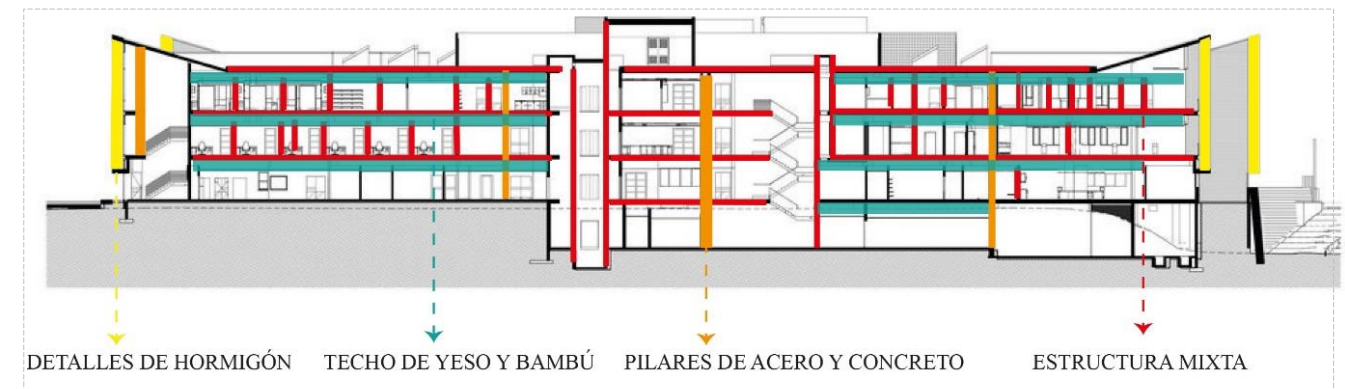 DETALLES DE HORMIGÓN
TECHO DE YESO Y BAMBÚ
PILARES DE ACERO Y CONCRETO
ESTRUCTURA MIXTA